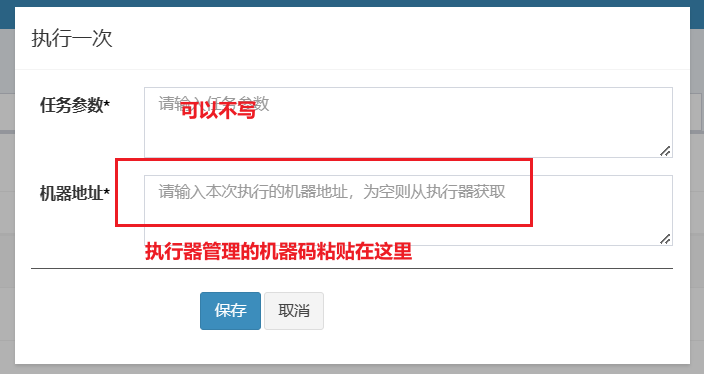 执行一次
任务参数*
请输入任务参数
可以不写
机器地址*
请输入本次执行的机器地址，为空则从执行器获取
执行器管理的机器码粘贴在这里
保存
取消